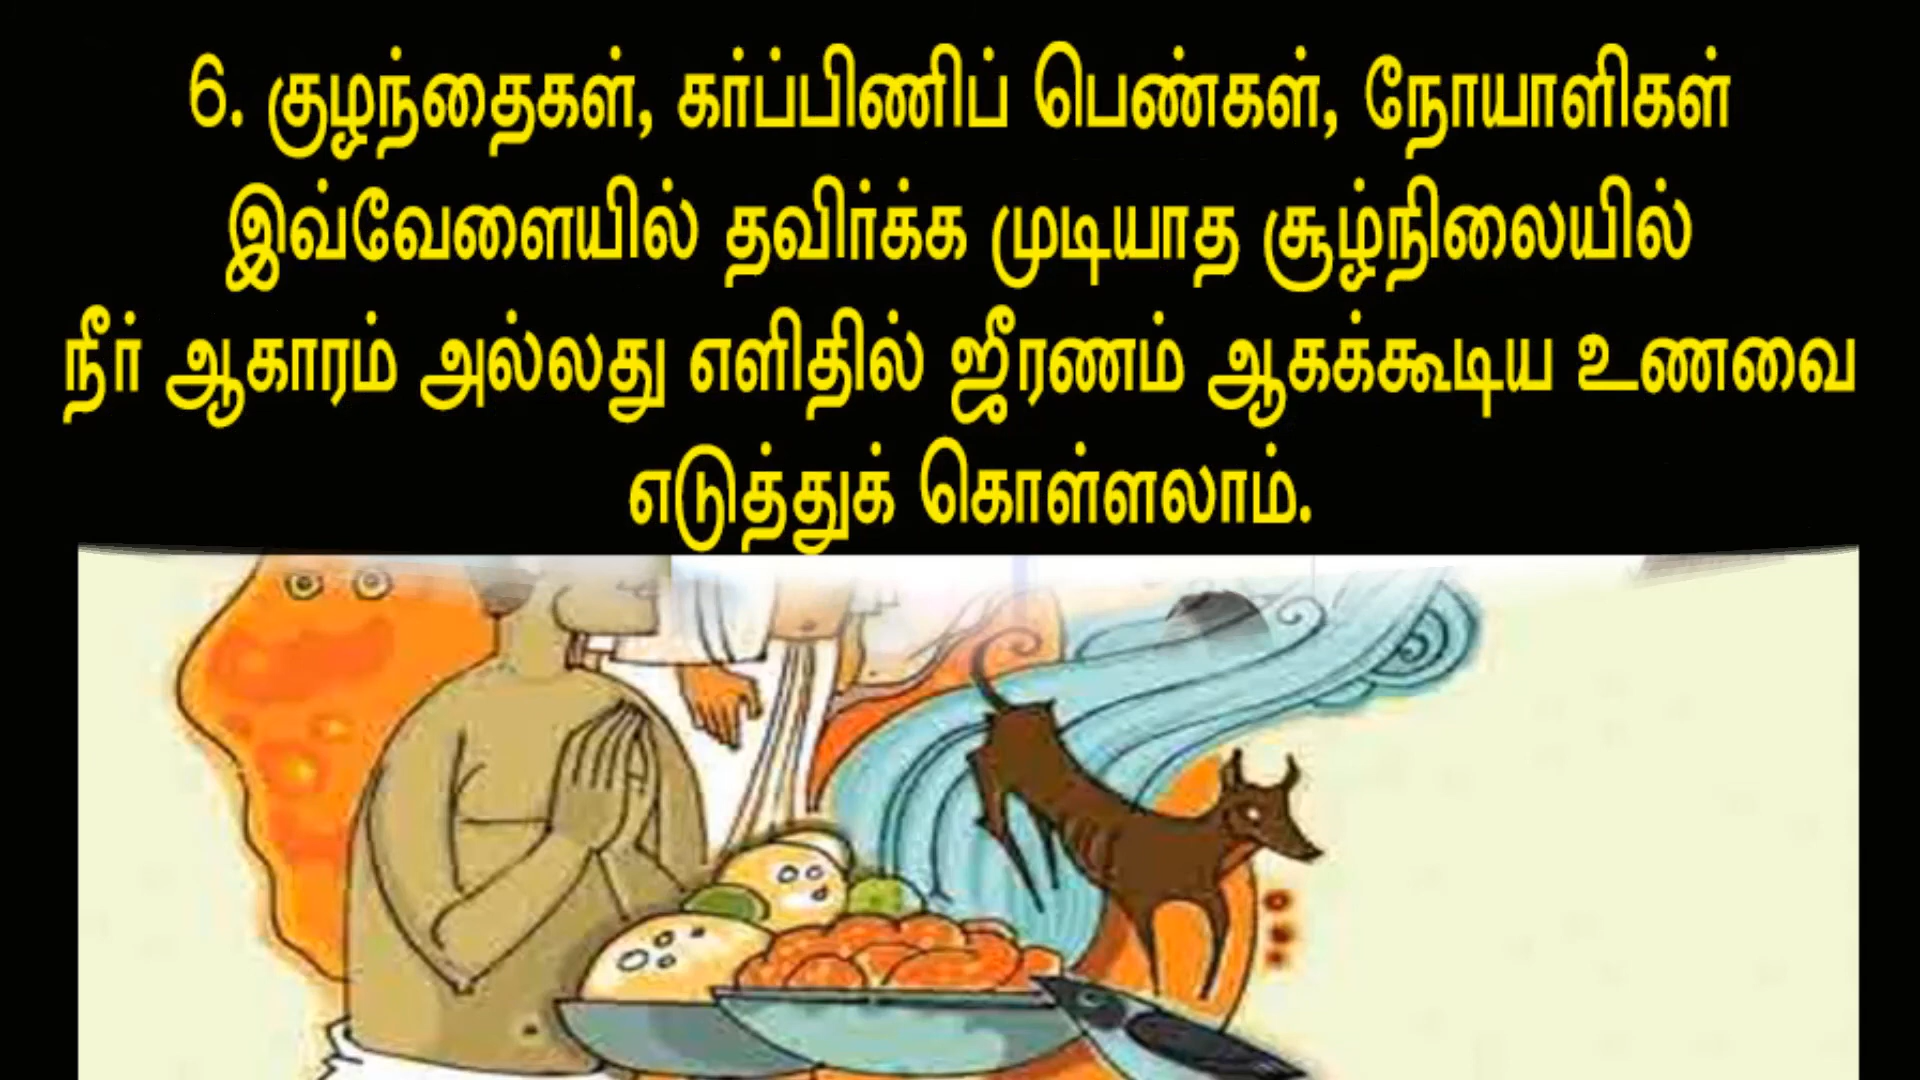 6. குழந்தைகள், கர்ப்பிணிப் பெண்கள், நோயாளிகள்
இவ்வேளையில் தவிர்க்க முடியாத சூழ்நிலையில்
நீர் ஆகாரம் அல்லது எளிதில் ஜீரணம் ஆகக்கூடிய உணவை
எடுத்துக் கொள்ளலாம்.